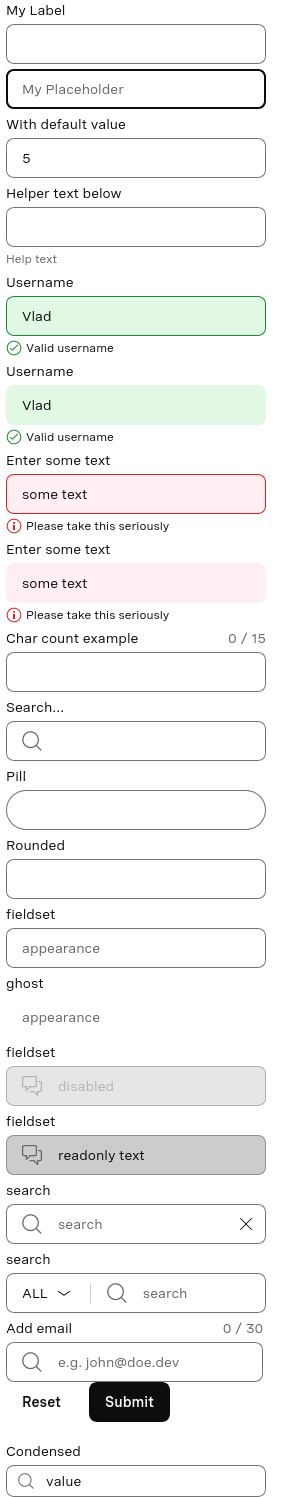 My Label
My Placeholder
With default value
5
Helper text below
Help text
Username
Vlad
Valid username
Username
Vlad
Valid username
Enter some text
some text
Please take this seriously
Enter some text
some text
Please take this seriously
Char count example 0 / 15
Search...
Pill
Rounded
fieldset
appearance
ghost
appearance
fieldset
disabled
fieldset
readonly text
search
search
search
ALL search
Add email 0 / 30
e.g. john@doe.dev
Reset Submit
Condensed
value